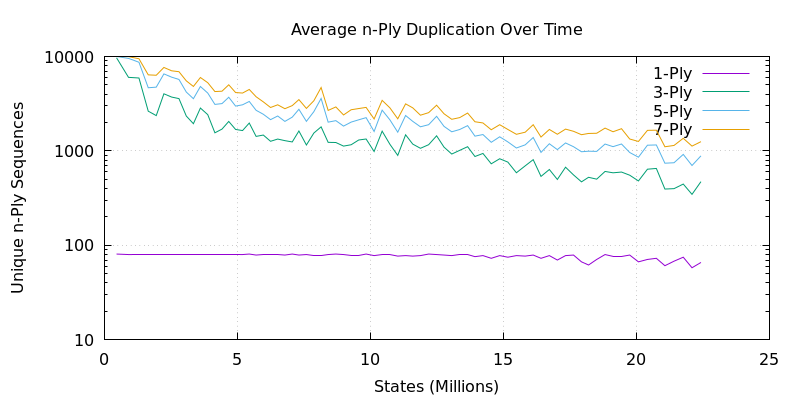 Average n-Ply Duplication Over Time
Unique n-Ply Sequences
10000
1000
100
10
1-Ply
3-Ply
5-Ply
7-Ply
0 5 10 15 20 25
States (Millions)